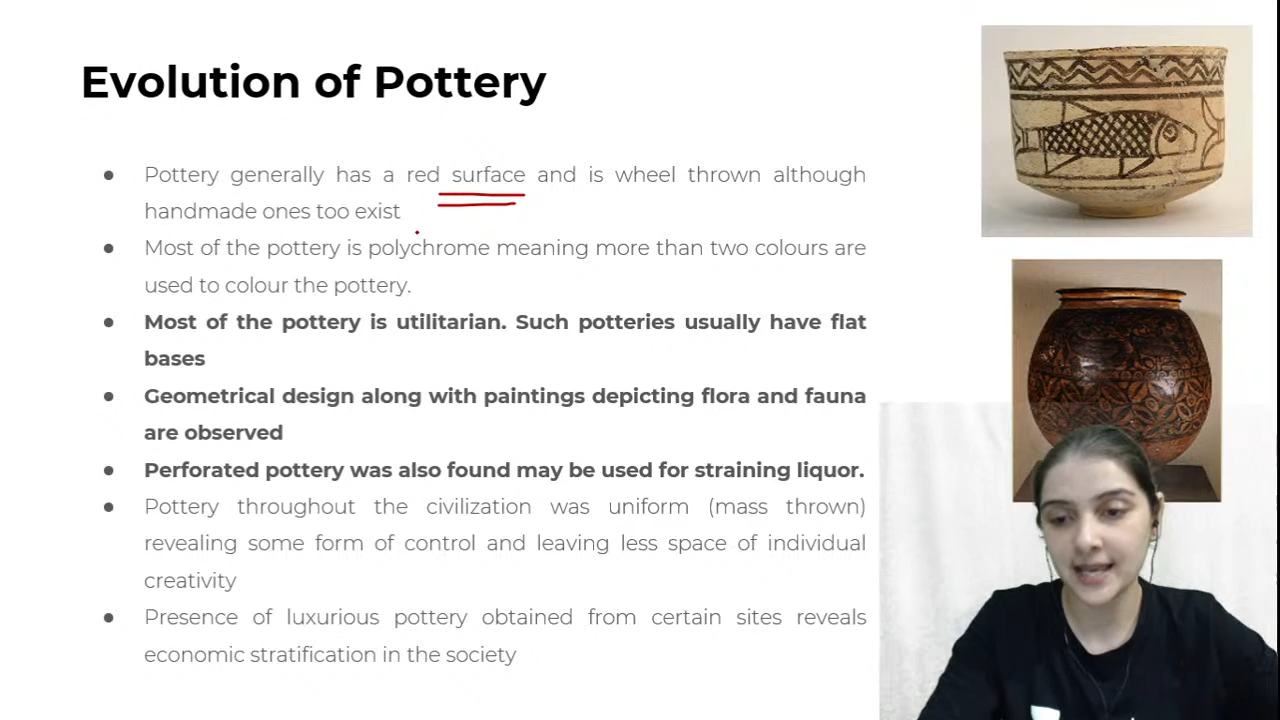 Evolution of Pottery
● Pottery generally has a red surface and is wheel thrown although
handmade ones too exist
● Most of the pottery is polychrome meaning more than two colours are
used to colour the pottery.
● Most of the pottery is utilitarian. Such potteries usually have flat
bases
● Geometrical design along with paintings depicting flora and fauna
are observed
● Perforated pottery was also found may be used for straining liquor.
● Pottery throughout the civilization was uniform (mass thrown)
revealing some form of control and leaving less space of individual
creativity
● Presence of luxurious pottery obtained from certain sites reveals
economic stratification in the society